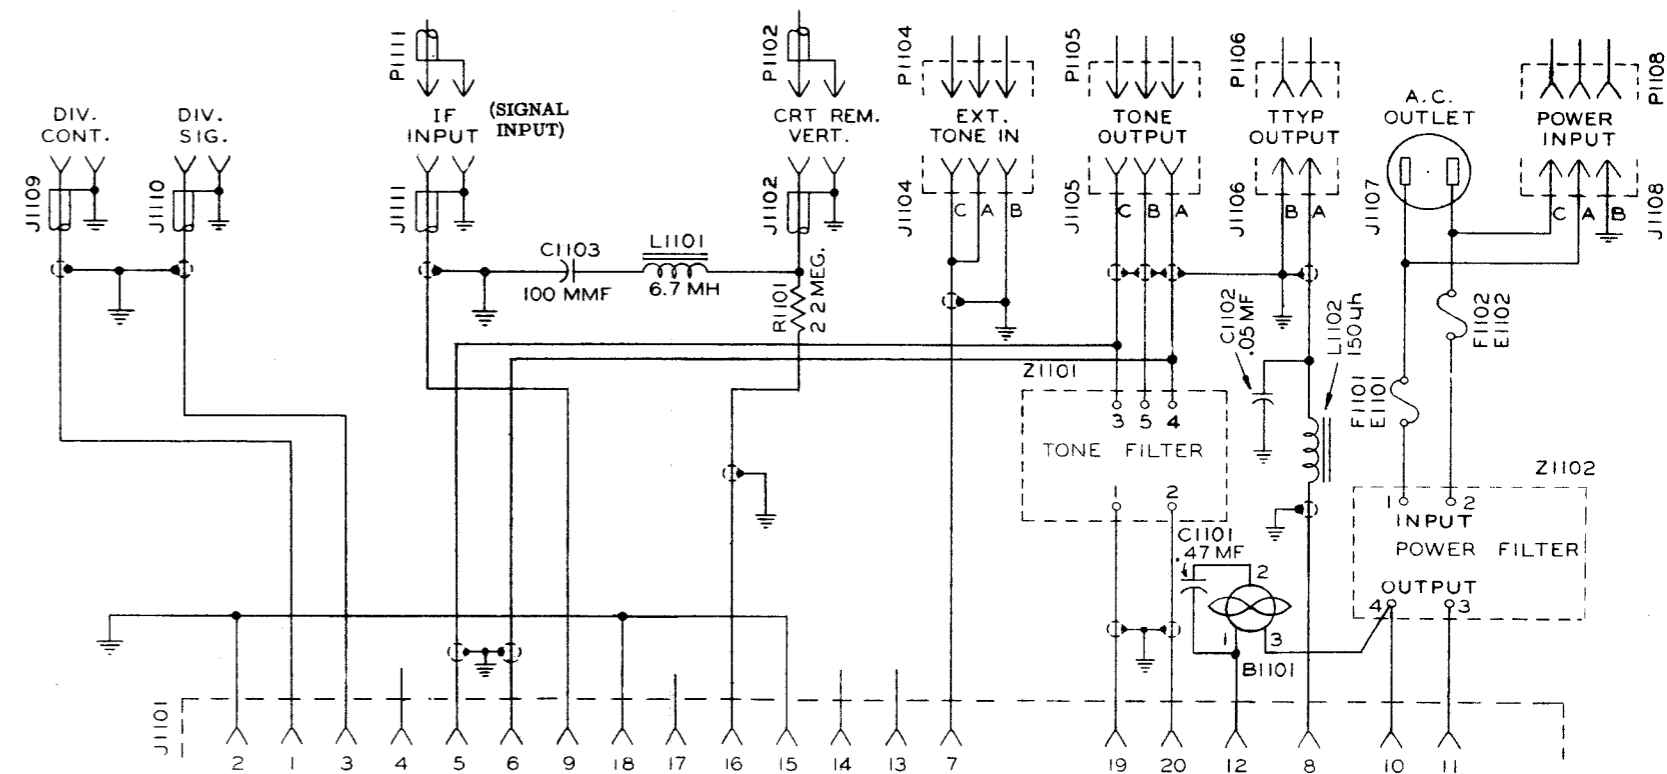 P1111
P1102
P1104
P1105
P1106
P1108
DIV.
CONT.
DIV.
SIG.
IF
INPUT
(SIGNAL
INPUT)
CRT REM.
VERT.
EXT.
TONE IN
TONE
OUTPUT
TTYP
OUTPUT
A.C.
OUTLET
POWER
INPUT
J1109
J1110
J1111
J1102
J1104
C A B
J1105
C B A
J1106
B A
J1107
C A B
J1108
C1103
100 MMF
L1101
6.7 MH
R1101
2 2 MEG.
C1102
.05 MF
L1102
150 µh
F1102
E1102
F1101
E1101
Z1101
3 5 4
TONE FILTER
1 2
Z1102
1 2
INPUT
POWER FILTER
OUTPUT
4 3
C1101
.47 MF
2
1 3
B1101
J1101
2 1 3 4 5 6 9 18 17 16 15 14 13 7 19 20 12 8 10 11